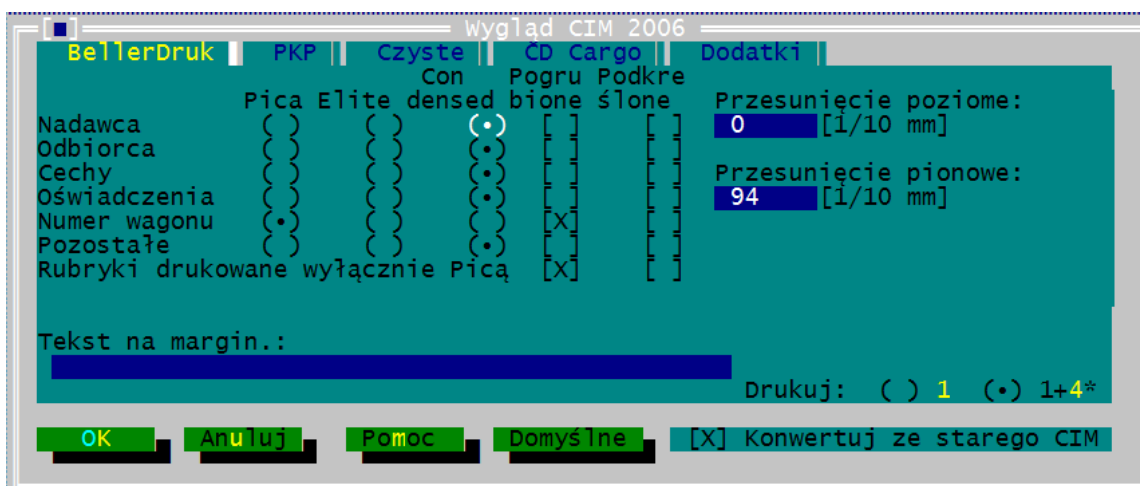 [■] Wygląd CIM 2006
BellerDruk PKP Czyste ČD Cargo Dodatki
Con Pogru Podkre
Pica Elite densed bione ślone Przesunięcie poziome:
Nadawca ( ) ( ) (•) [ ] [ ] 0 [1/10 mm]
Odbiorca ( ) ( ) (•) [ ] [ ]
Cechy ( ) ( ) (•) [ ] [ ] Przesunięcie pionowe:
Oświadczenia ( ) ( ) (•) [ ] [ ] 94 [1/10 mm]
Numer wagonu (•) ( ) ( ) [X] [ ]
Pozostałe ( ) ( ) (•) [ ] [ ]
Rubryki drukowane wyłącznie Picą [X] [ ]
Tekst na margin.:
Drukuj: ( ) 1 (•) 1+4*
OK Anuluj Pomoc Domyślne [X] Konwertuj ze starego CIM